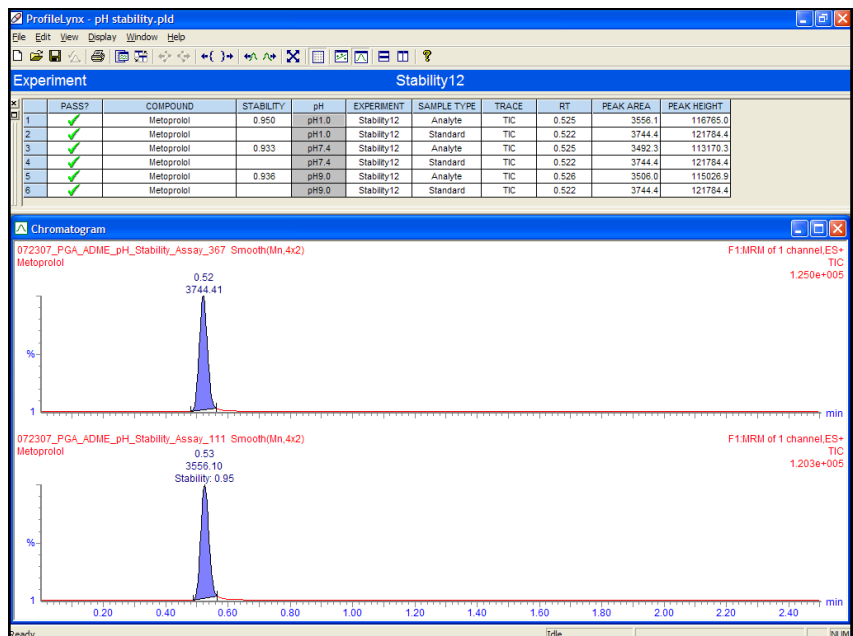 ProfileLynx - pH stability.pld
File Edit View Display Window Help
Experiment Stability12
PASS? COMPOUND STABILITY pH EXPERIMENT SAMPLE TYPE TRACE RT PEAK AREA PEAK HEIGHT
1 Metoprolol 0.950 pH1.0 Stability12 Analyte TIC 0.525 3556.1 116765.0
2 Metoprolol pH1.0 Stability12 Standard TIC 0.522 3744.4 121784.4
3 Metoprolol 0.933 pH7.4 Stability12 Analyte TIC 0.525 3492.3 113170.3
4 Metoprolol pH7.4 Stability12 Standard TIC 0.522 3744.4 121784.4
5 Metoprolol 0.936 pH9.0 Stability12 Analyte TIC 0.526 3506.0 115026.9
6 Metoprolol pH9.0 Stability12 Standard TIC 0.522 3744.4 121784.4
Chromatogram
072307_PGA_ADME_pH_Stability_Assay_367 Smooth(Mn,4x2) F1:MRM of 1 channel,ES+
Metoprolol TIC
1.250e+005
0.52
3744.41
%
1
min
072307_PGA_ADME_pH_Stability_Assay_111 Smooth(Mn,4x2) F1:MRM of 1 channel,ES+
Metoprolol TIC
1.203e+005
0.53
3556.10
Stability: 0.95
%
1
min
0.20 0.40 0.60 0.80 1.00 1.20 1.40 1.60 1.80 2.00 2.20 2.40
Ready Idle NUM